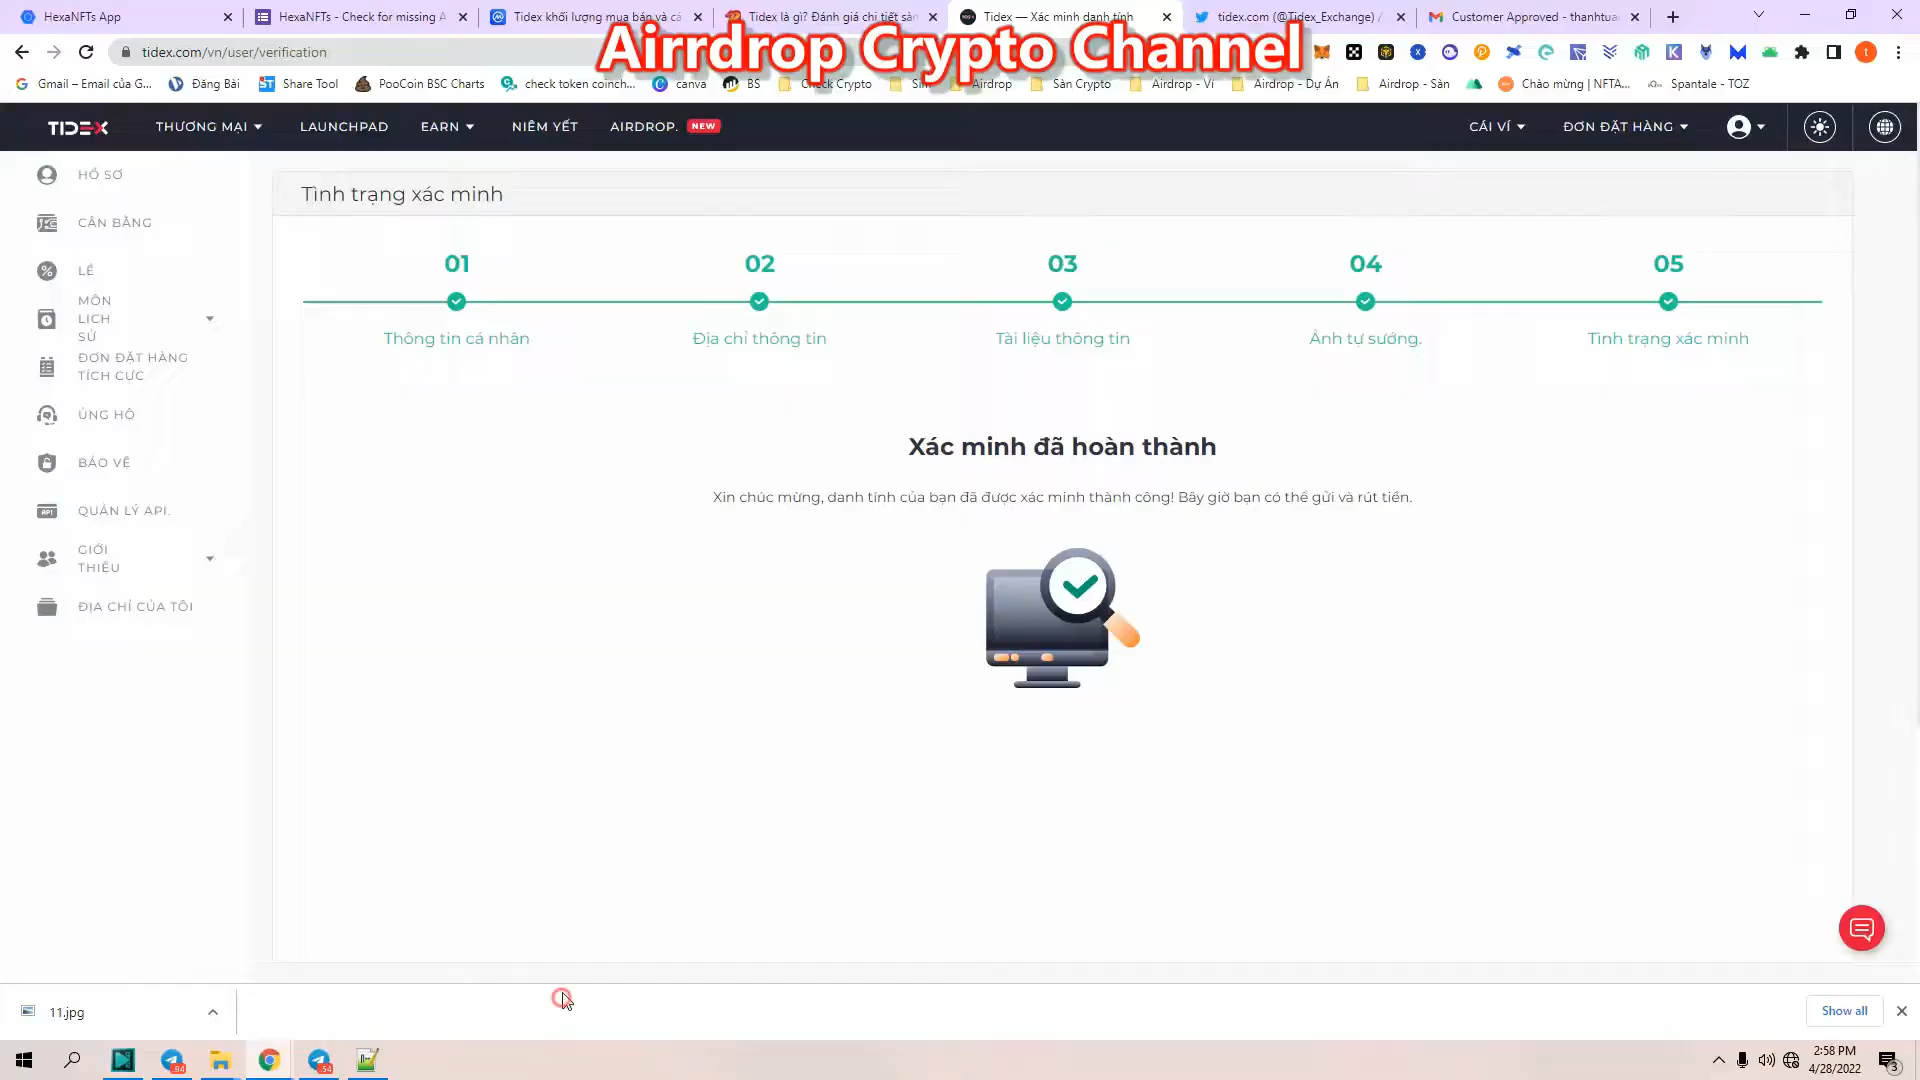 HexaNFTs App
HexaNFTs - Check for missing A
Tidex khối lượng mua bán và cá
Tidex là gì? Đánh giá chi tiết sàn
Tidex — Xác minh danh tính
tidex.com (@Tidex_Exchange) /
Customer Approved - thanhtuan
tidex.com/vn/user/verification
Airrdrop Crypto Channel
Gmail – Email của G...
Đăng Bài
Share Tool
PooCoin BSC Charts
check token coinch...
canva
BS
Check Crypto
Airdrop
Sàn Crypto
Airdrop - Ví
Airdrop - Dự Án
Airdrop - Sàn
Chào mừng | NFTA...
Spantale - TOZ
TIDEX
THƯƠNG MẠI
LAUNCHPAD
EARN
NIÊM YẾT
AIRDROP. NEW
CÁI VÍ
ĐƠN ĐẶT HÀNG
HỒ SƠ
CÂN BẰNG
LỀ
MÔN
LỊCH
SỬ
ĐƠN ĐẶT HÀNG
TÍCH CỰC
ỦNG HỘ
BẢO VỆ
QUẢN LÝ API.
GIỚI
THIỆU
ĐỊA CHỈ CỦA TÔI
Tình trạng xác minh
01
02
03
04
05
Thông tin cá nhân
Địa chỉ thông tin
Tài liệu thông tin
Ảnh tự sướng.
Tình trạng xác minh
Xác minh đã hoàn thành
Xin chúc mừng, danh tính của bạn đã được xác minh thành công! Bây giờ bạn có thể gửi và rút tiền.
11.jpg
Show all
2:58 PM
4/28/2022